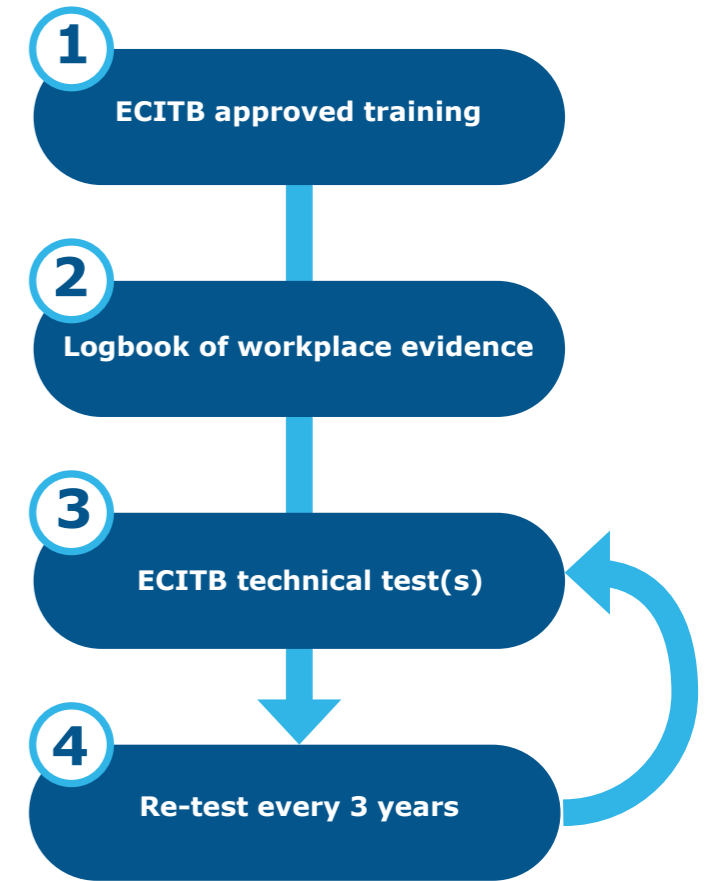 1
ECITB approved training
2
Logbook of workplace evidence
3
ECITB technical test(s)
4
Re-test every 3 years